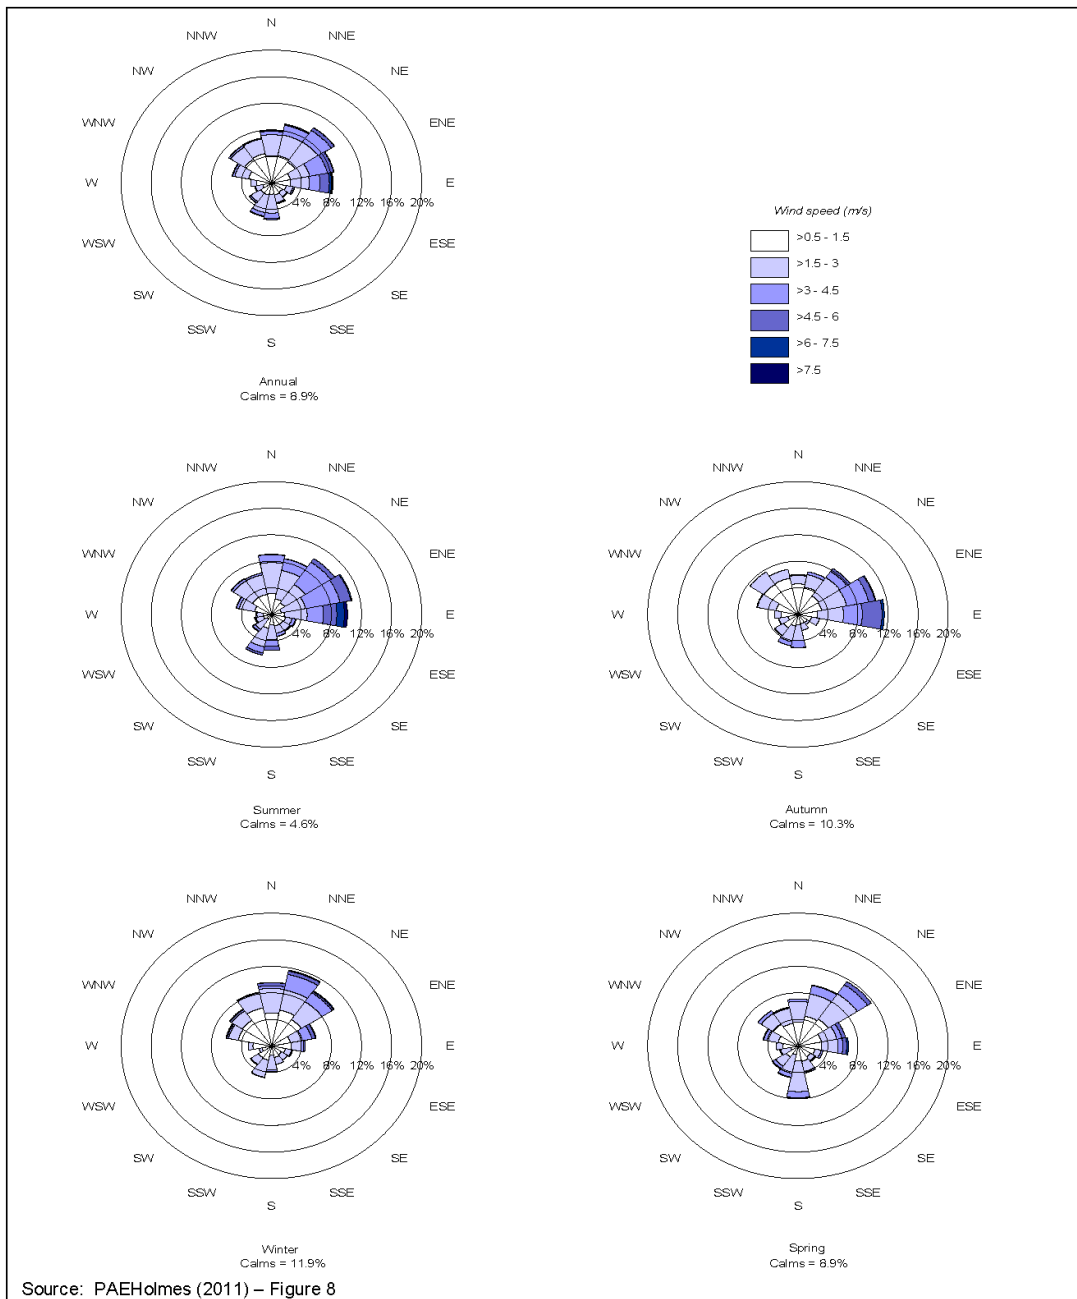 N
NNW NNE
NW NE
WNW ENE
W E
4% 8% 12% 16% 20%
WSW ESE
SW SE
SSW SSE
S
Annual
Calms = 8.9%
Wind speed (m/s)
>0.5 - 1.5
>1.5 - 3
>3 - 4.5
>4.5 - 6
>6 - 7.5
>7.5
N
NNW NNE
NW NE
WNW ENE
W E
4% 8% 12% 16% 20%
WSW ESE
SW SE
SSW SSE
S
Summer
Calms = 4.6%
N
NNW NNE
NW NE
WNW ENE
W E
4% 8% 12% 16% 20%
WSW ESE
SW SE
SSW SSE
S
Autumn
Calms = 10.3%
N
NNW NNE
NW NE
WNW ENE
W E
4% 8% 12% 16% 20%
WSW ESE
SW SE
SSW SSE
S
Winter
Calms = 11.9%
N
NNW NNE
NW NE
WNW ENE
W E
4% 8% 12% 16% 20%
WSW ESE
SW SE
SSW SSE
S
Spring
Calms = 8.9%
Source: PAEHolmes (2011) – Figure 8